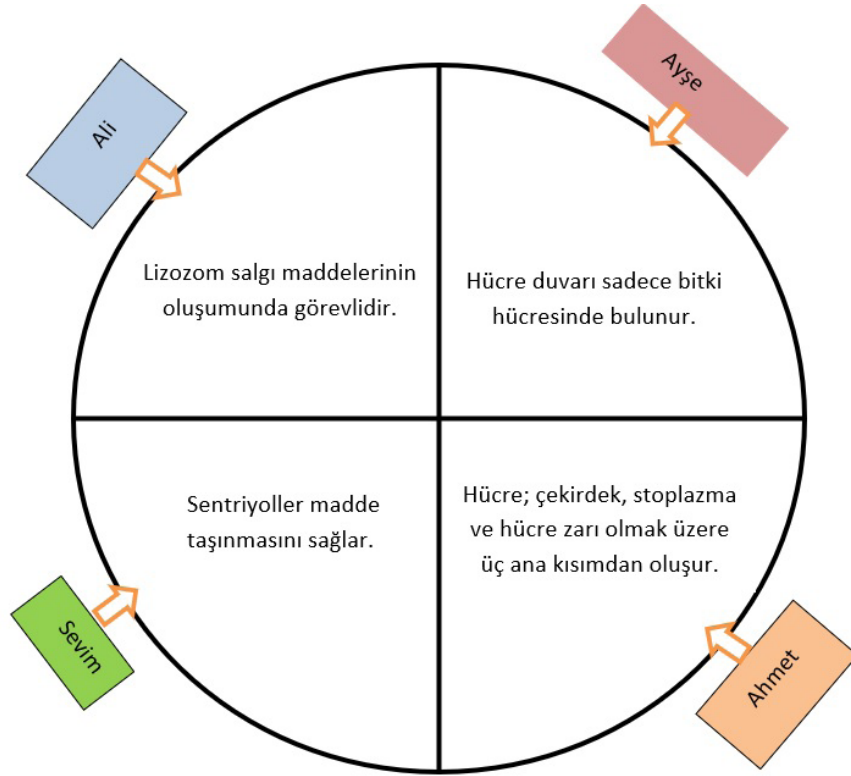 Ali
Ayşe
Lizozom salgı maddelerinin
oluşumunda görevlidir.
Hücre duvarı sadece bitki
hücresinde bulunur.
Sentriyoller madde
taşınmasını sağlar.
Hücre; çekirdek, stoplazma
ve hücre zarı olmak üzere
üç ana kısımdan oluşur.
Sevim
Ahmet